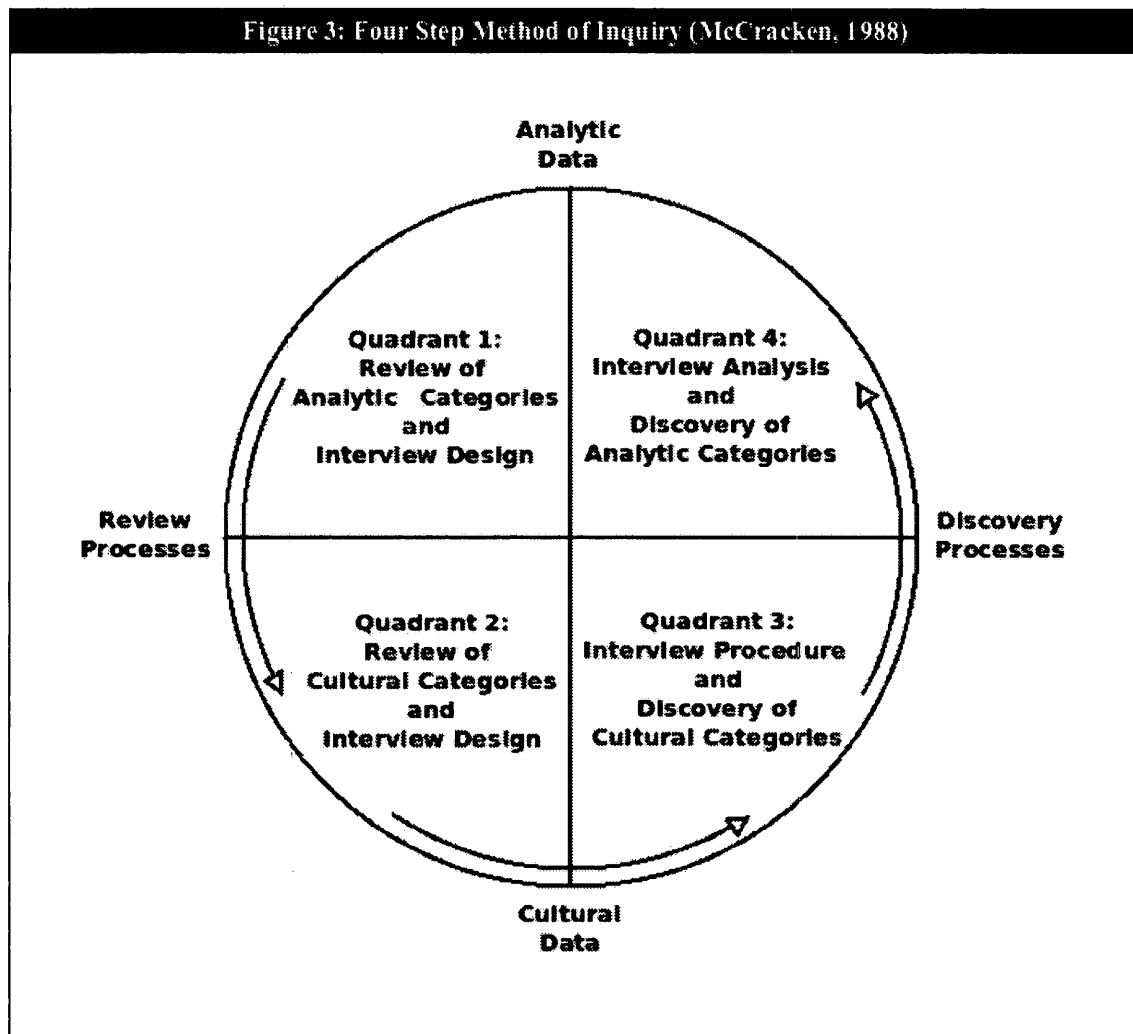 Figure 3: Four Step Method of Inquiry (McCracken, 1988)
Analytic
Data
Quadrant 1:
Review of
Analytic Categories
and
Interview Design
Quadrant 4:
Interview Analysis
and
Discovery of
Analytic Categories
Review
Processes
Discovery
Processes
Quadrant 2:
Review of
Cultural Categories
and
Interview Design
Quadrant 3:
Interview Procedure
and
Discovery of
Cultural Categories
Cultural
Data